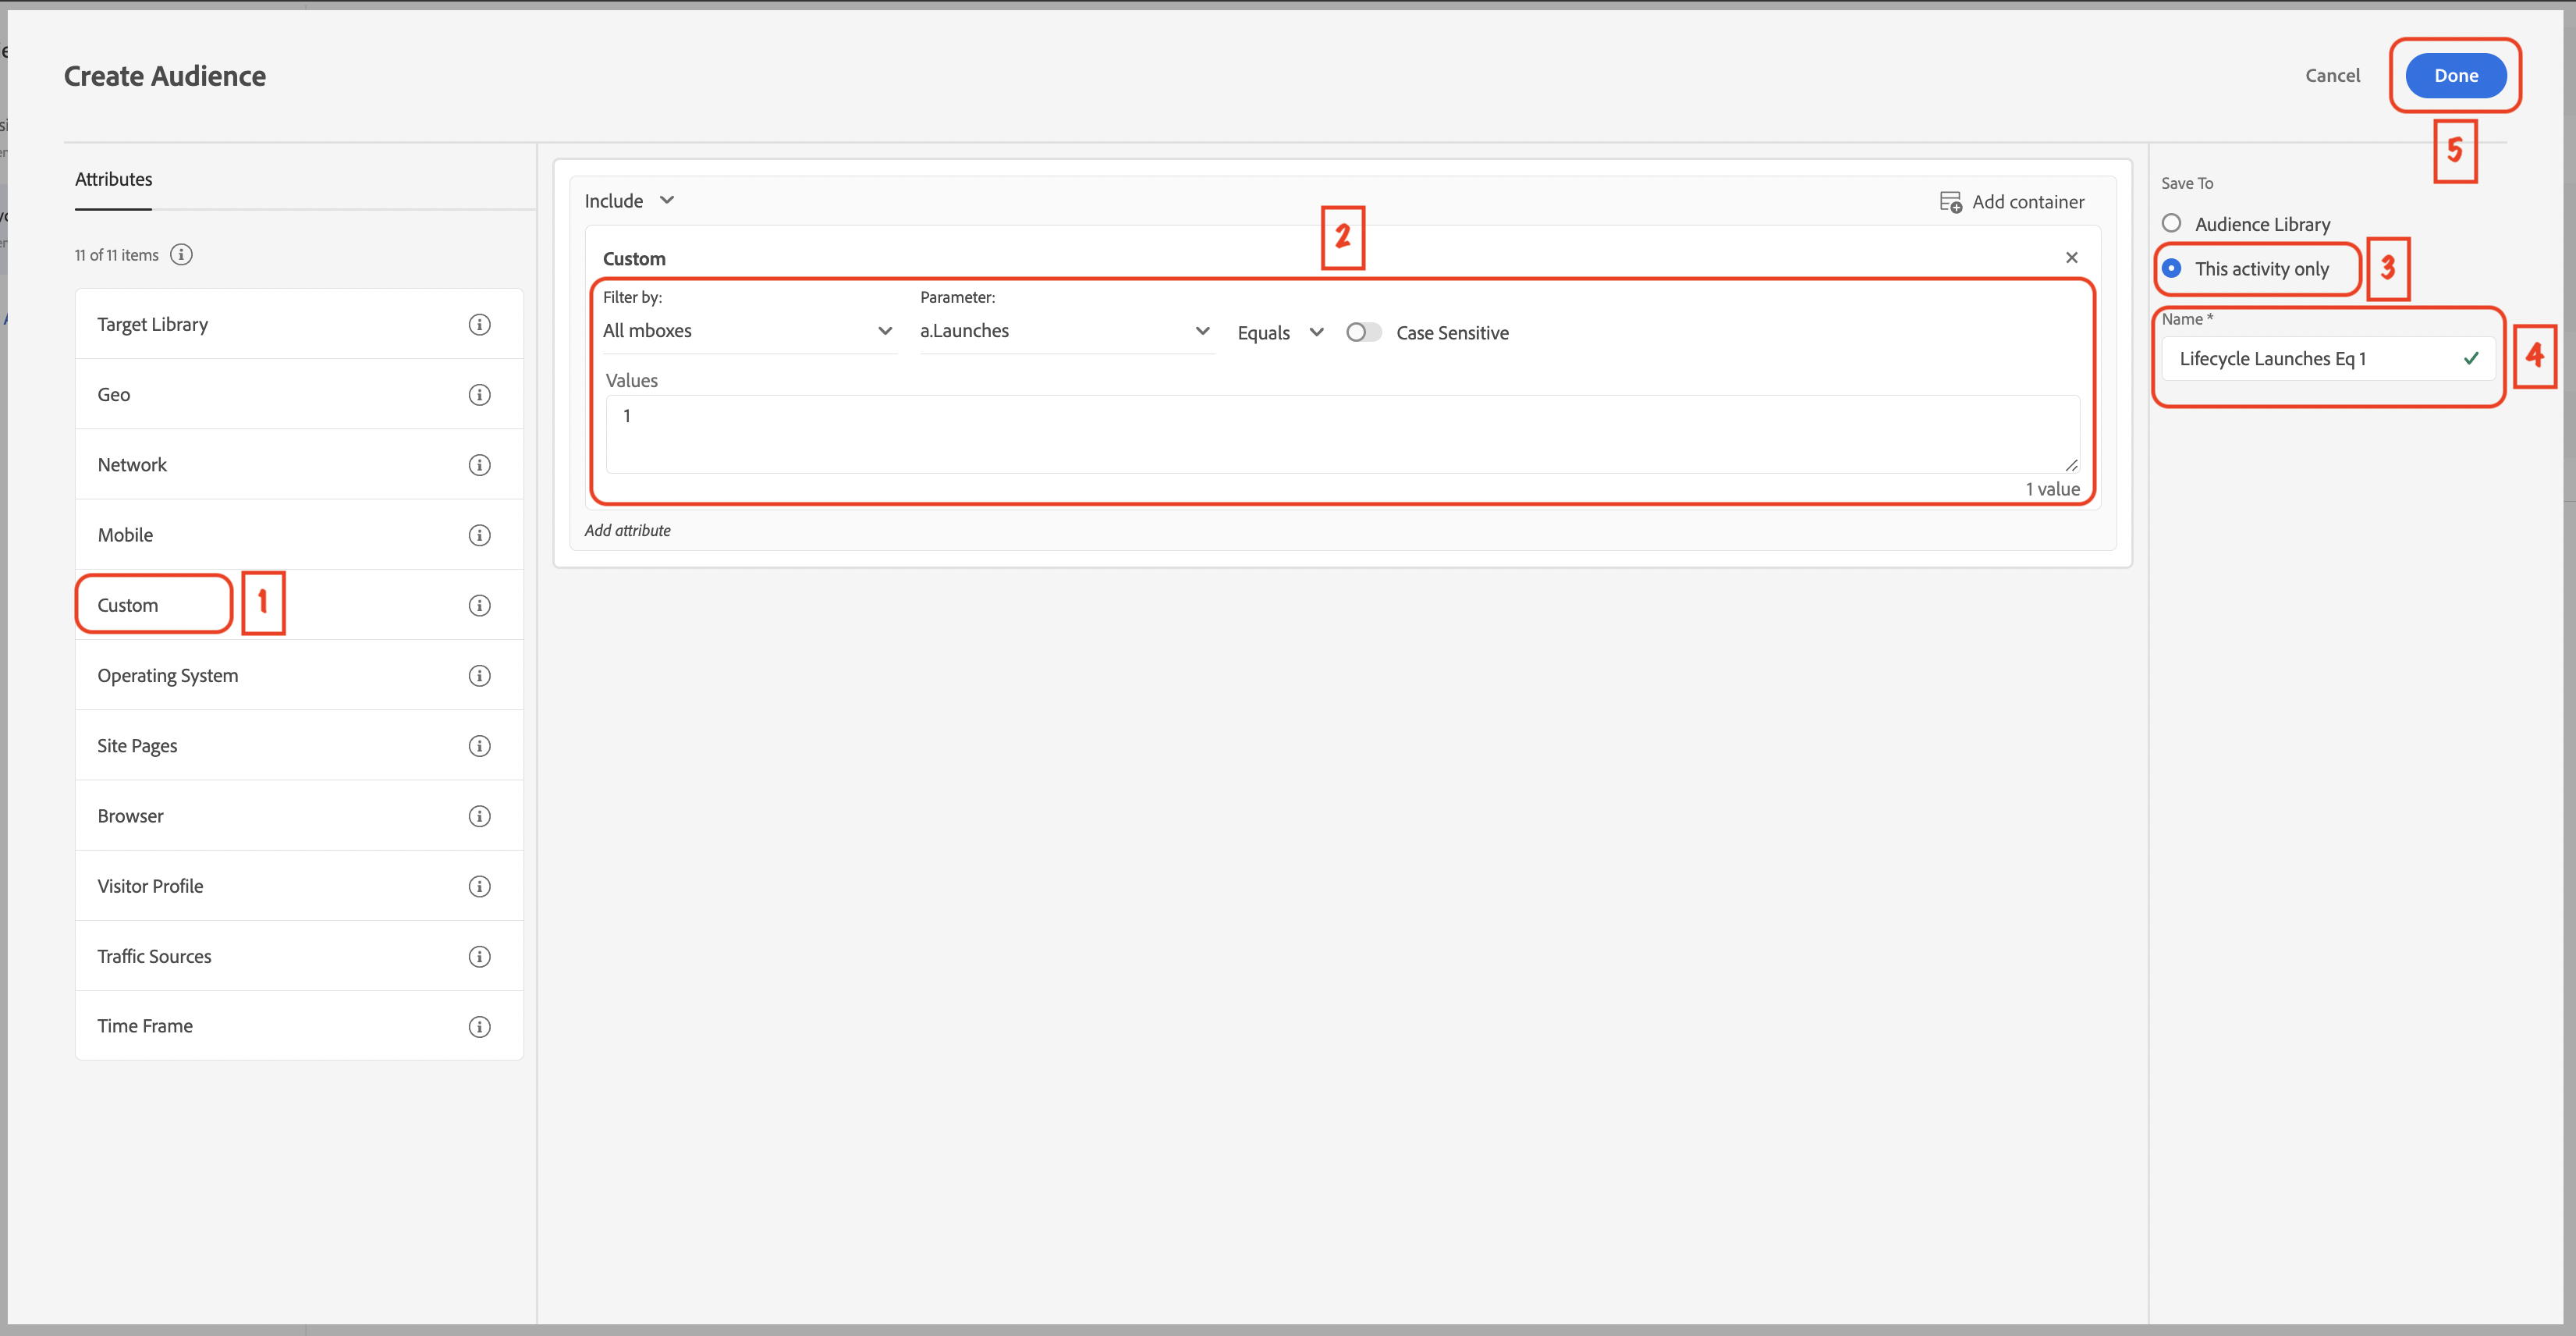 Create Audience
Cancel
Done
5
Attributes
11 of 11 items
Target Library
Geo
Network
Mobile
Custom
1
Operating System
Site Pages
Browser
Visitor Profile
Traffic Sources
Time Frame
Include
Add container
2
Custom
Filter by:
Parameter:
All mboxes
a.Launches
Equals
Case Sensitive
Values
1
1 value
Add attribute
Save To
Audience Library
This activity only
3
Name *
Lifecycle Launches Eq 1
4